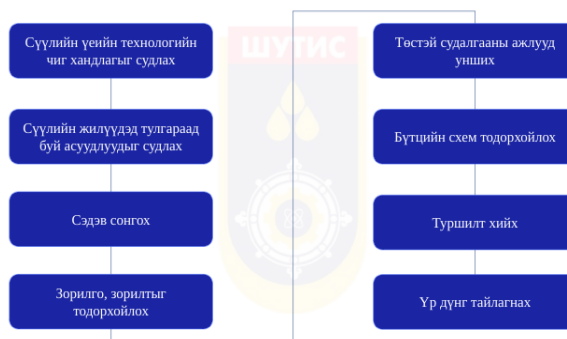 Сүүлийн үеийн технологийн
чиг хандлагыг судлах
Сүүлийн жилүүдэд тулгараад
буй асуудлуудыг судлах
Сэдэв сонгох
Зорилго, зорилтыг
тодорхойлох
ШУТИС
Төстэй судалгааны ажлууд
унших
Бүтцийн схем тодорхойлох
Туршилт хийх
Үр дүнг тайлагнах